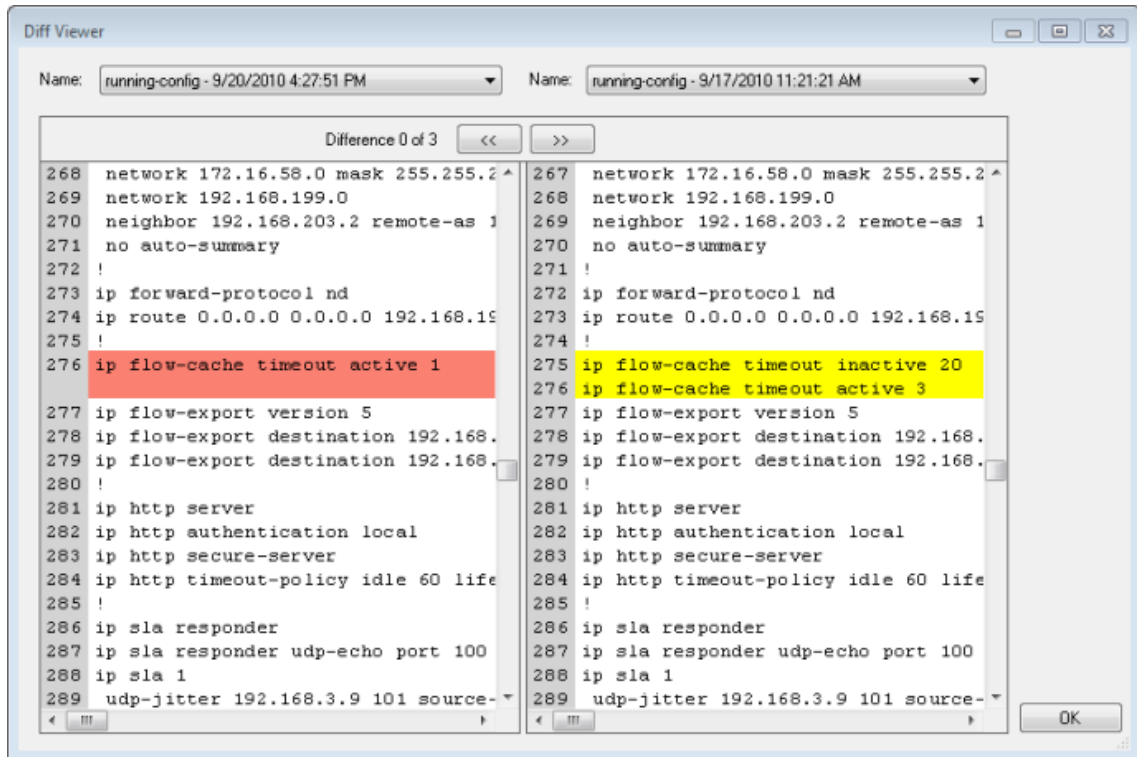 Diff Viewer
Name: running-config - 9/20/2010 4:27:51 PM
Name: running-config - 9/17/2010 11:21:21 AM
Difference 0 of 3 << >>
268 network 172.16.58.0 mask 255.255.2
269 network 192.168.199.0
270 neighbor 192.168.203.2 remote-as 1
271 no auto-summary
272 !
273 ip forward-protocol nd
274 ip route 0.0.0.0 0.0.0.0 192.168.19
275 !
276 ip flow-cache timeout active 1
277 ip flow-export version 5
278 ip flow-export destination 192.168.
279 ip flow-export destination 192.168.
280 !
281 ip http server
282 ip http authentication local
283 ip http secure-server
284 ip http timeout-policy idle 60 life
285 !
286 ip sla responder
287 ip sla responder udp-echo port 100
288 ip sla 1
289 udp-jitter 192.168.3.9 101 source-
267 network 172.16.58.0 mask 255.255.2
268 network 192.168.199.0
269 neighbor 192.168.203.2 remote-as 1
270 no auto-summary
271 !
272 ip forward-protocol nd
273 ip route 0.0.0.0 0.0.0.0 192.168.19
274 !
275 ip flow-cache timeout inactive 20
276 ip flow-cache timeout active 3
277 ip flow-export version 5
278 ip flow-export destination 192.168.
279 ip flow-export destination 192.168.
280 !
281 ip http server
282 ip http authentication local
283 ip http secure-server
284 ip http timeout-policy idle 60 life
285 !
286 ip sla responder
287 ip sla responder udp-echo port 100
288 ip sla 1
289 udp-jitter 192.168.3.9 101 source-
OK